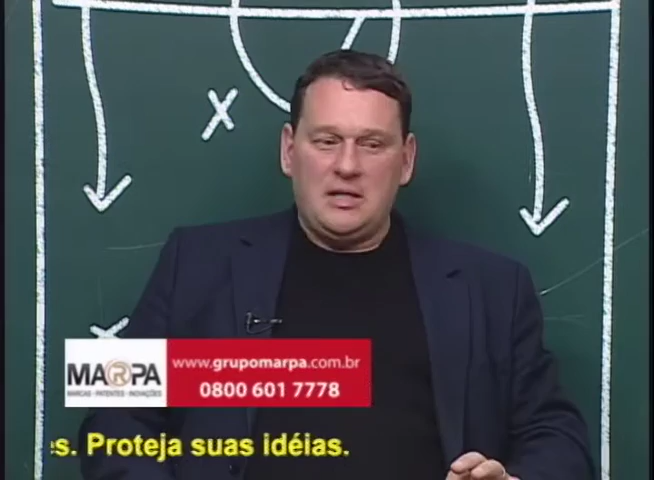 MARPA
MARCAS • PATENTES • INOVAÇÕES
www.grupomarpa.com.br
0800 601 7778
s. Proteja suas idéias.